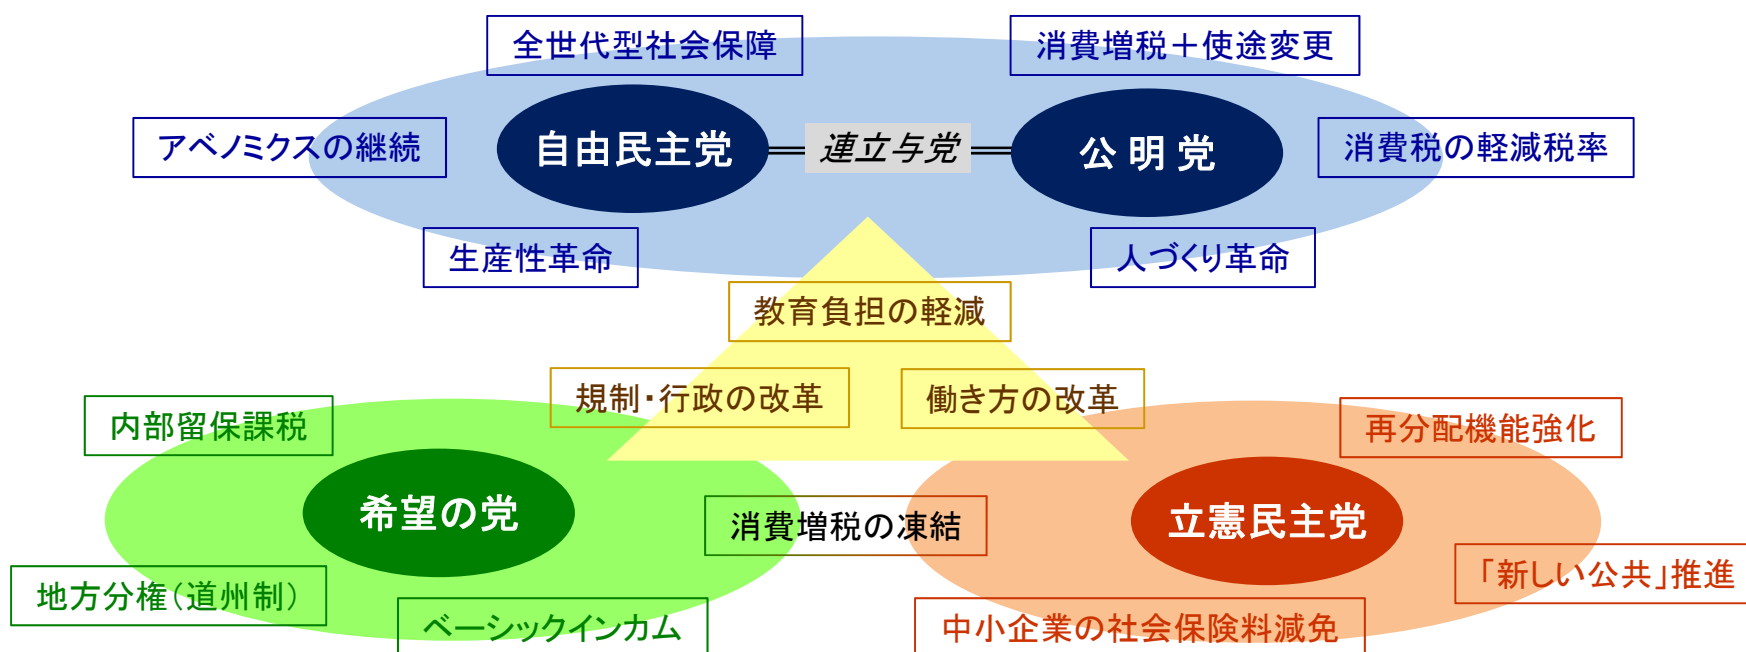 全世代型社会保障
消費増税＋使途変更
アベノミクスの継続
自由民主党
連立与党
公明党
消費税の軽減税率
生産性革命
人づくり革命
教育負担の軽減
規制・行政の改革
働き方の改革
内部留保課税
再分配機能強化
希望の党
消費増税の凍結
立憲民主党
地方分権（道州制）
「新しい公共」推進
ベーシックインカム
中小企業の社会保険料減免